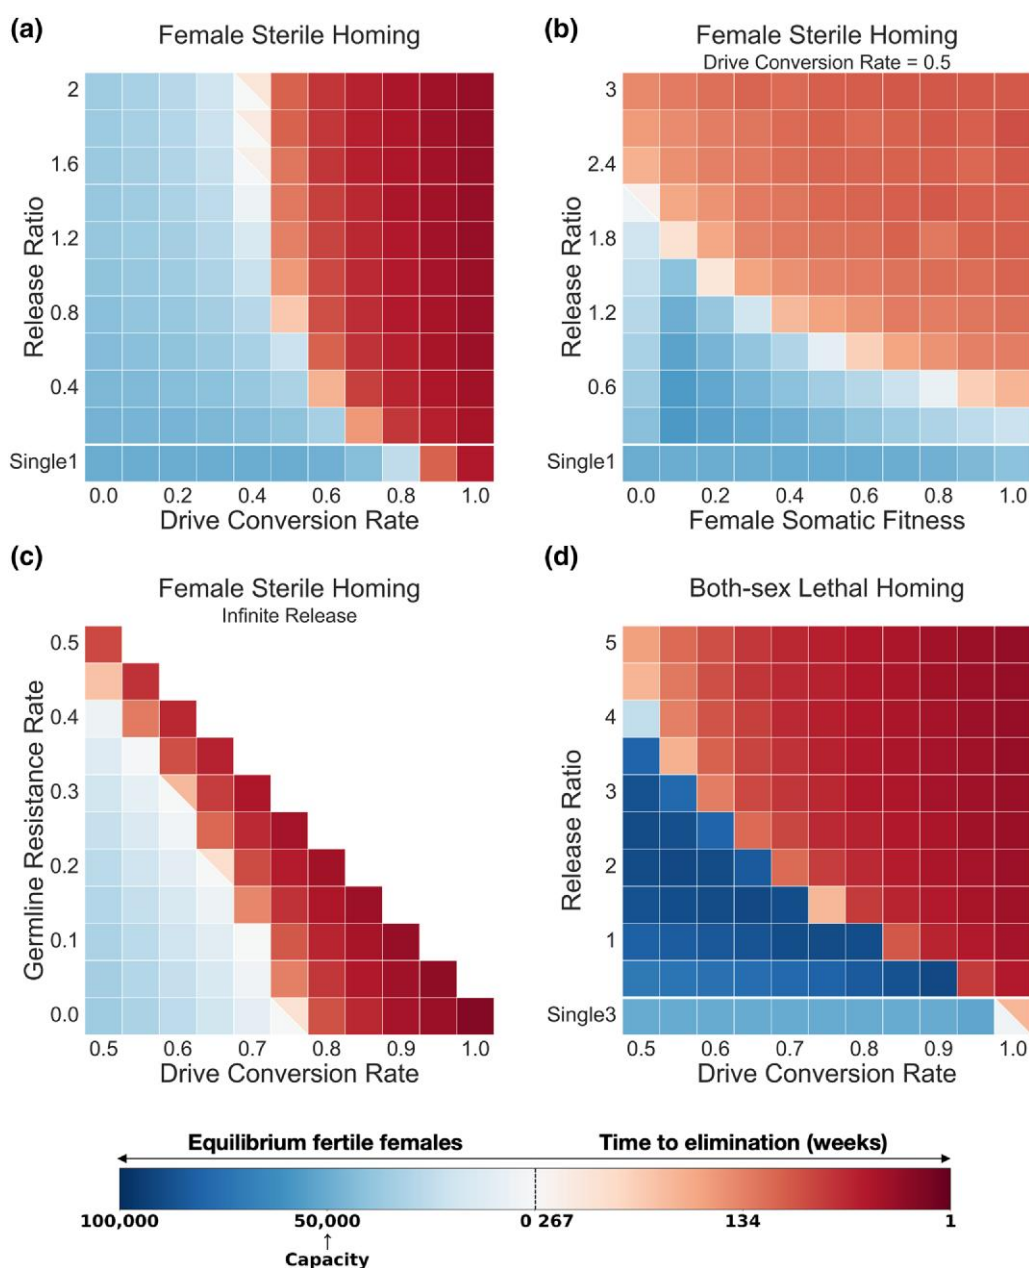 (a)
Female Sterile Homing
Release Ratio
2
1.6
1.2
0.8
0.4
Single1
0.0 0.2 0.4 0.6 0.8 1.0
Drive Conversion Rate
(b)
Female Sterile Homing
Drive Conversion Rate = 0.5
Release Ratio
3
2.4
1.8
1.2
0.6
Single1
0.0 0.2 0.4 0.6 0.8 1.0
Female Somatic Fitness
(c)
Female Sterile Homing
Infinite Release
Germline Resistance Rate
0.5
0.4
0.3
0.2
0.1
0.0
0.5 0.6 0.7 0.8 0.9 1.0
Drive Conversion Rate
(d)
Both-sex Lethal Homing
Release Ratio
5
4
3
2
1
Single3
0.5 0.6 0.7 0.8 0.9 1.0
Drive Conversion Rate
Equilibrium fertile females Time to elimination (weeks)
100,000 50,000 0 267 134 1
↑
Capacity